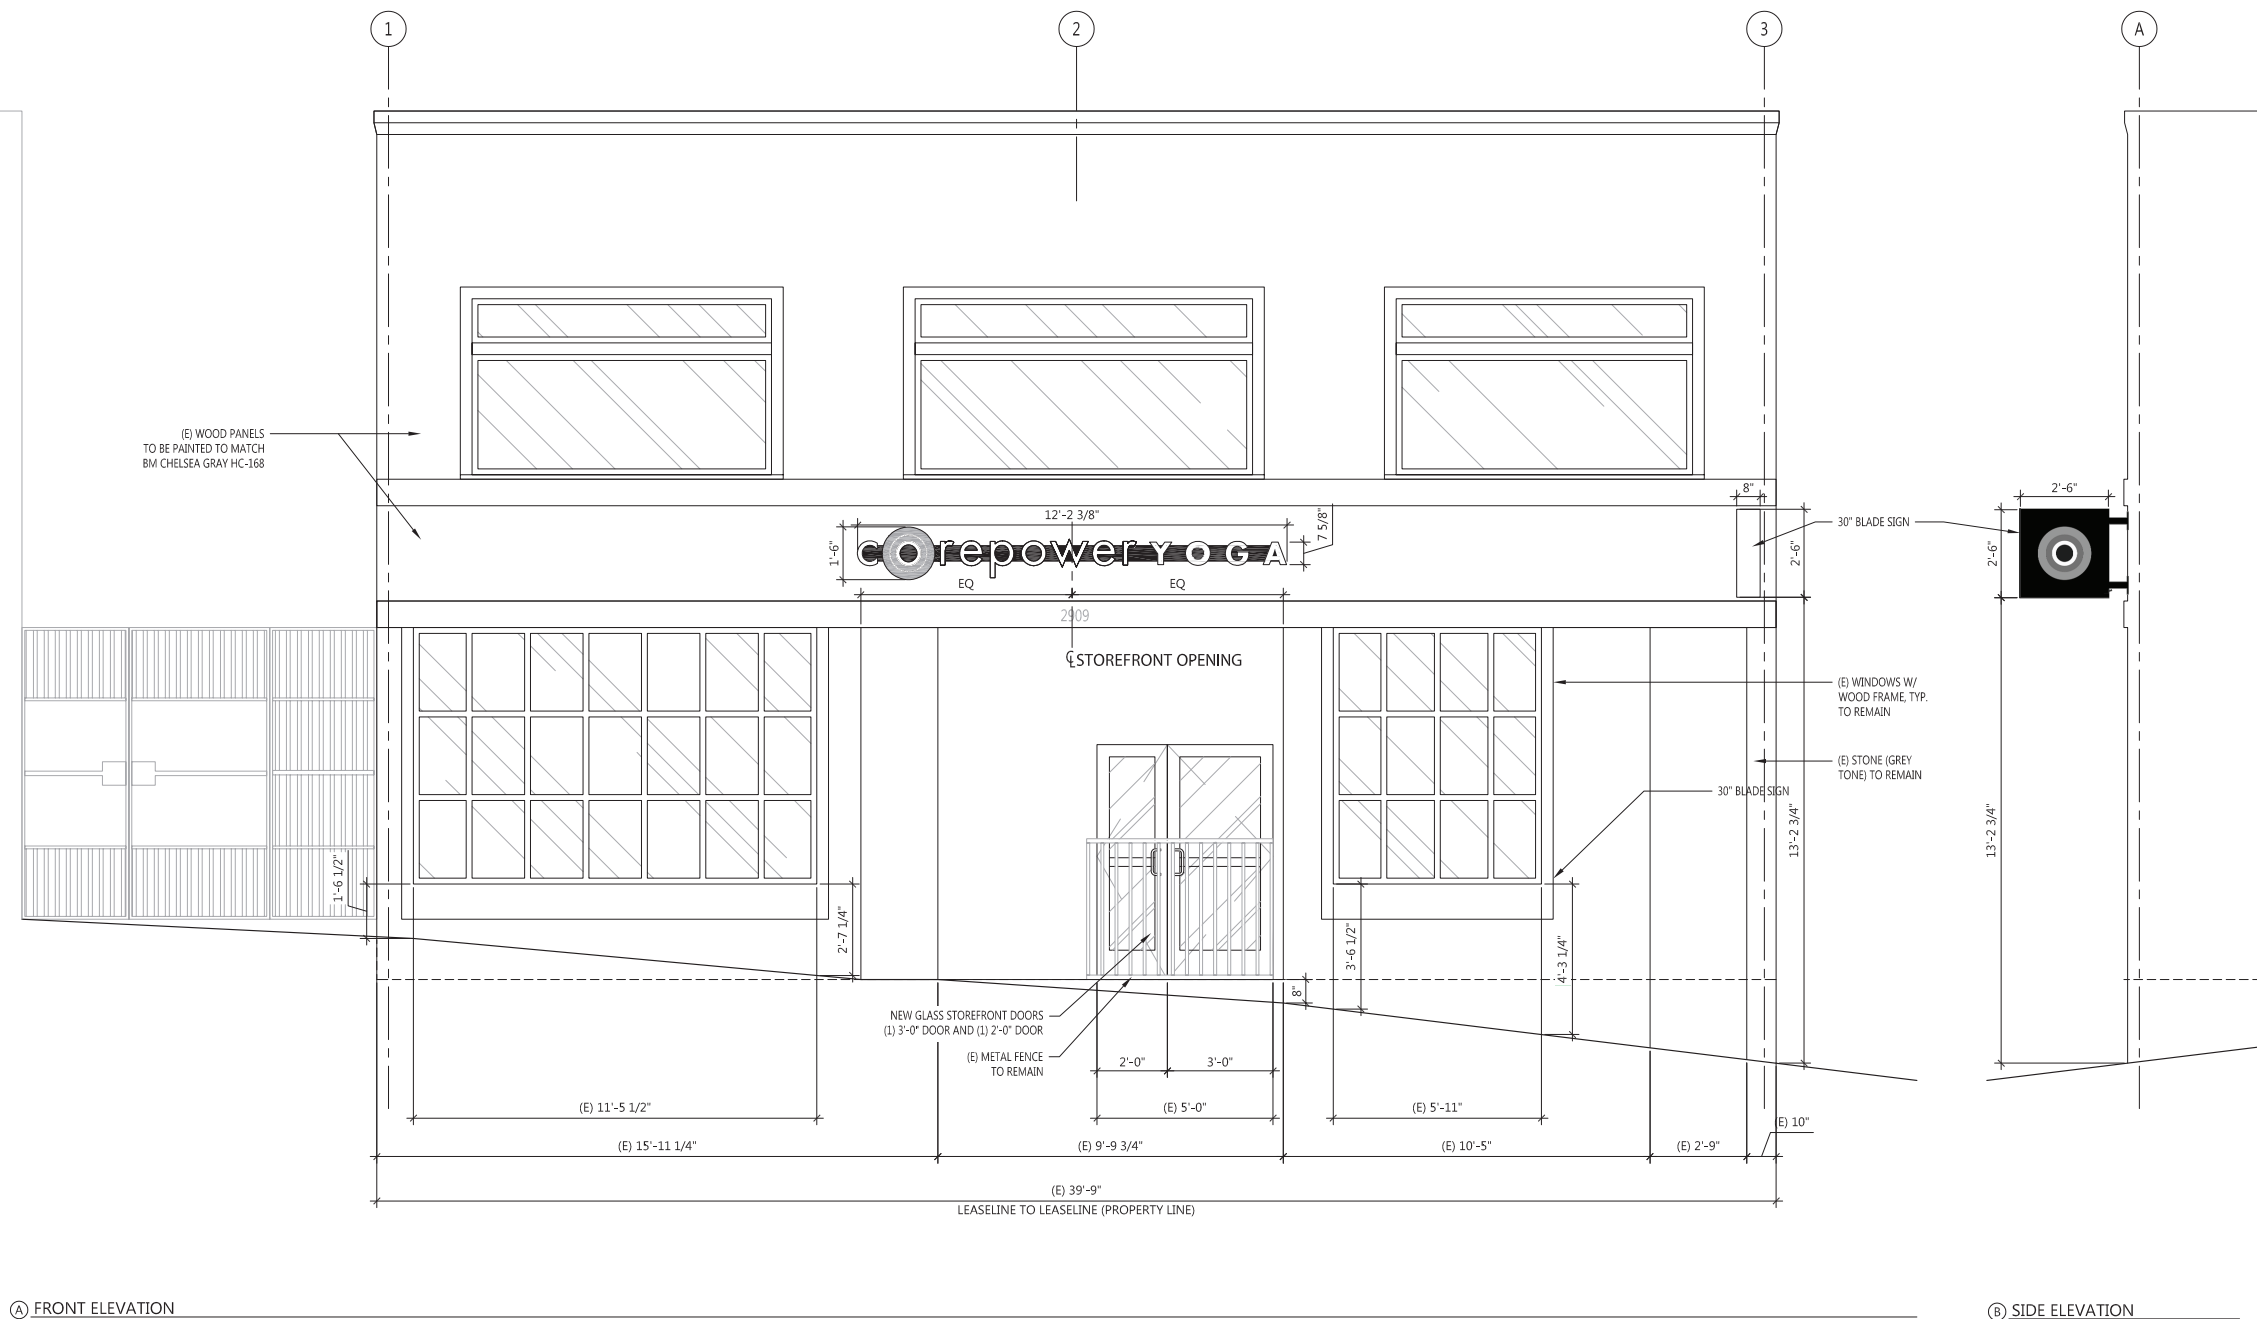 1
2
3
A
(E) WOOD PANELS
TO BE PAINTED TO MATCH
BM CHELSEA GRAY HC-168
8"
2'-6"
12'-2 3/8"
7 5/8"
1'-6"
corepower YOGA
30" BLADE SIGN
2'-6"
2'-6"
EQ
EQ
2909
℄ STOREFRONT OPENING
(E) WINDOWS W/
WOOD FRAME, TYP.
TO REMAIN
(E) STONE (GREY
TONE) TO REMAIN
30" BLADE SIGN
13'-2 3/4"
13'-2 3/4"
1'-6 1/2"
2'-7 1/4"
3'-6 1/2"
4'-3 1/4"
8"
NEW GLASS STOREFRONT DOORS
(1) 3'-0" DOOR AND (1) 2'-0" DOOR
(E) METAL FENCE
TO REMAIN
2'-0"
3'-0"
(E) 11'-5 1/2"
(E) 5'-0"
(E) 5'-11"
(E) 10"
(E) 15'-11 1/4"
(E) 9'-9 3/4"
(E) 10'-5"
(E) 2'-9"
(E) 39'-9"
LEASELINE TO LEASELINE (PROPERTY LINE)
A FRONT ELEVATION
B SIDE ELEVATION